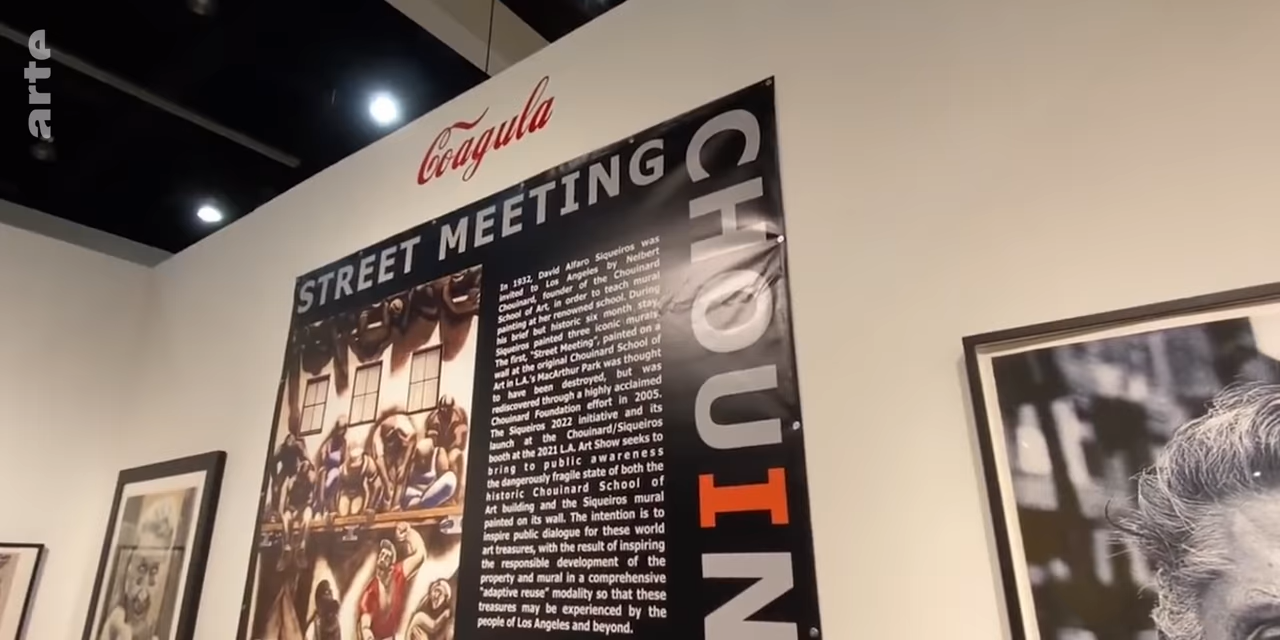 arte
Coagula
STREET MEETING
In 1932, David Alfaro Siqueiros was
invited to Los Angeles by Nelbert
Chouinard, founder of the Chouinard
School of Art, in order to teach mural
painting at her renowned school. During
his brief but historic six month stay,
Siqueiros painted three iconic murals.
The first, "Street Meeting", painted on a
wall at the original Chouinard School of
Art in L.A.'s MacArthur Park was thought
to have been destroyed, but was
rediscovered through a highly acclaimed
Chouinard Foundation effort in 2005.
The Siqueiros 2022 initiative and its
launch at the Chouinard/Siqueiros
booth at the 2021 L.A. Art Show seeks to
bring to public awareness
the dangerously fragile state of both the
historic Chouinard School of
Art building and the Siqueiros mural
painted on its wall. The intention is to
inspire public dialogue for these world
art treasures, with the result of inspiring
the responsible development of the
property and mural in a comprehensive
"adaptive reuse" modality so that these
treasures may be experienced by the
people of Los Angeles and beyond.
CHOUIN